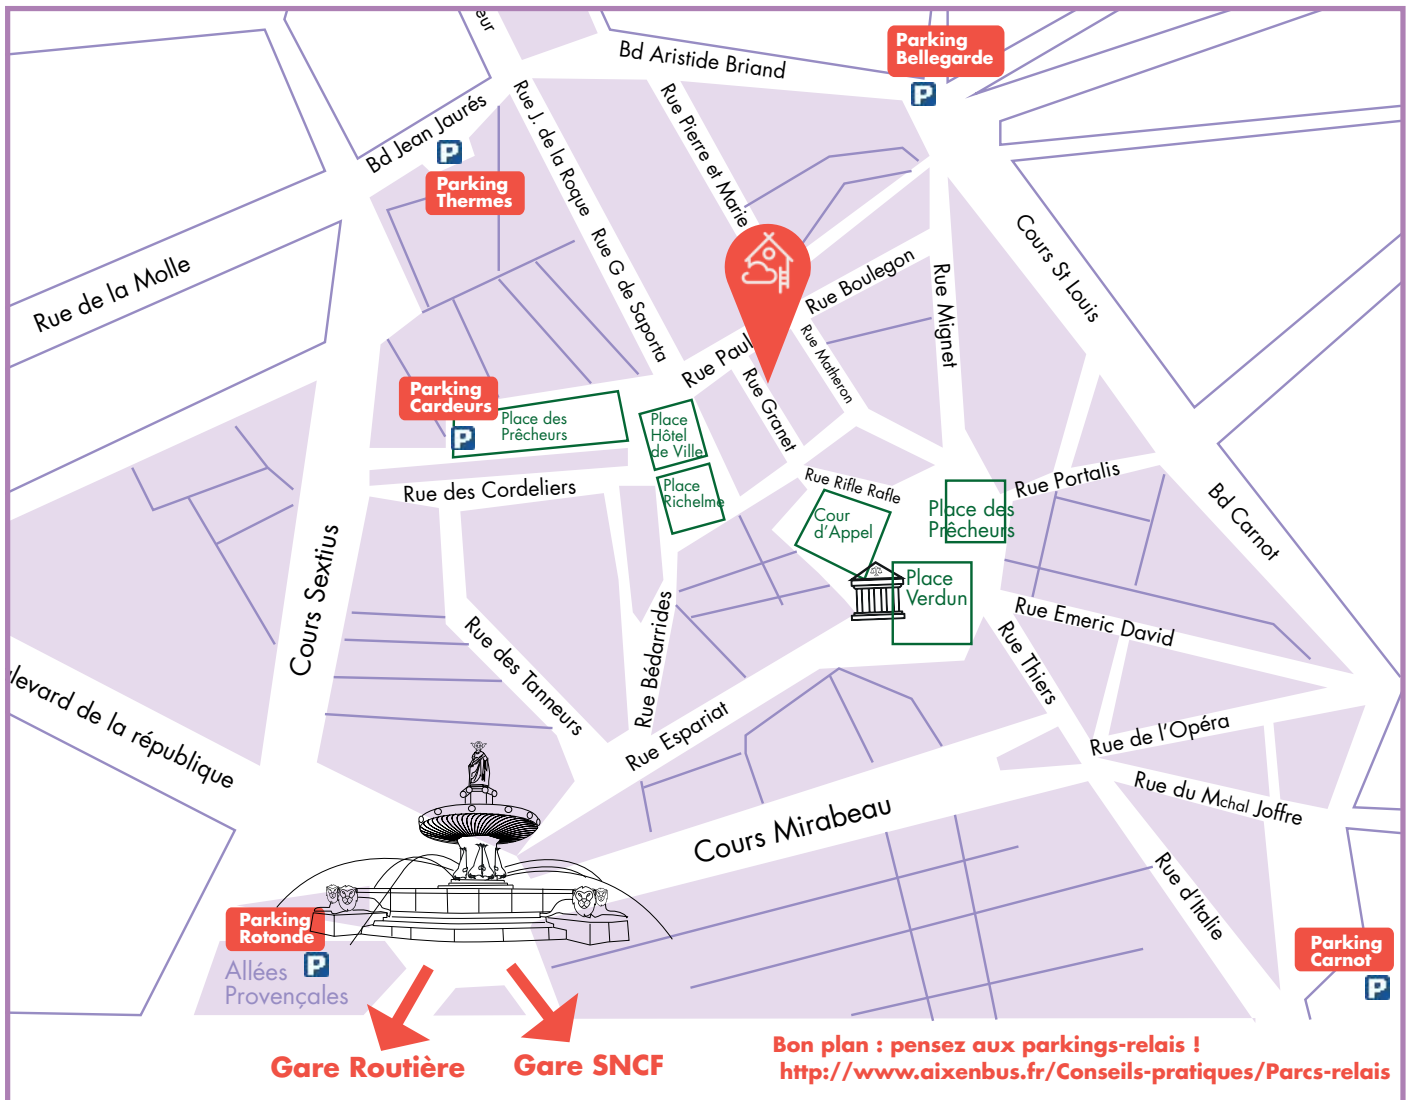 eur
Bd Aristide Briand
Parking
Bellegarde
P
Bd Jean Jaurés
P
Parking
Thermes
Rue J. de la Roque
Rue Pierre et Marie
Rue G de Saporta
Cours St Louis
Rue de la Molle
Rue Boulegon
Rue Mignet
Rue Paul
Rue Matheron
Rue Granet
Parking
Cardeurs
P
Place des
Prêcheurs
Place
Hôtel
de Ville
Place
Richelme
Rue des Cordeliers
Rue Rifle Rafle
Cour
d'Appel
Place des
Prêcheurs
Rue Portalis
Bd Carnot
Cours Sextius
Place
Verdun
Rue Emeric David
Rue Thiers
Rue des Tanneurs
Rue Bédarrides
Rue Espariat
levard de la république
Rue de l'Opéra
Rue du Mchal Joffre
Cours Mirabeau
Rue d'Italie
Parking
Rotonde
P
Allées
Provençales
Parking
Carnot
P
Gare Routière
Gare SNCF
Bon plan : pensez aux parkings-relais !
http://www.aixenbus.fr/Conseils-pratiques/Parcs-relais